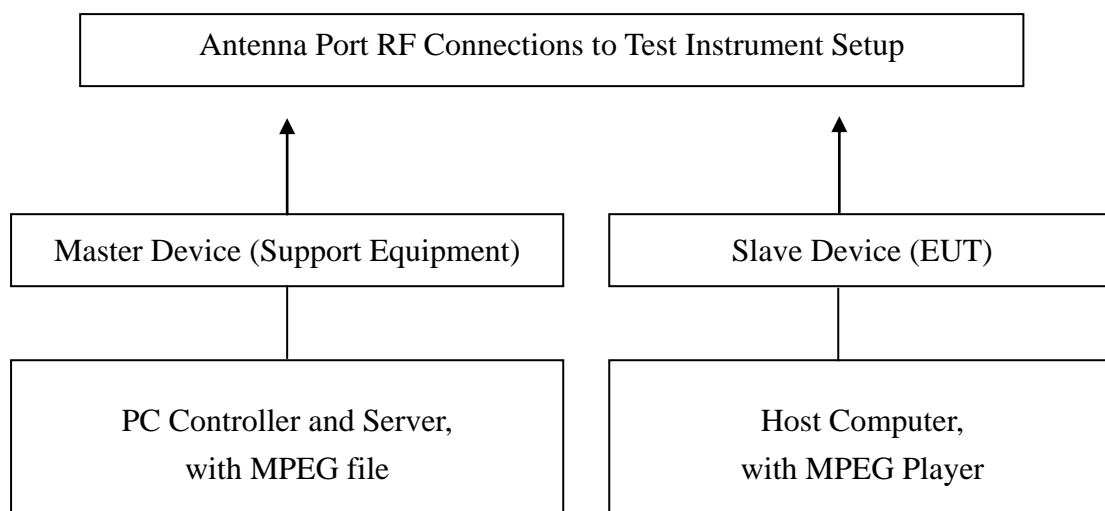 Antenna Port RF Connections to Test Instrument Setup
Master Device (Support Equipment)
Slave Device (EUT)
PC Controller and Server,
with MPEG file
Host Computer,
with MPEG Player